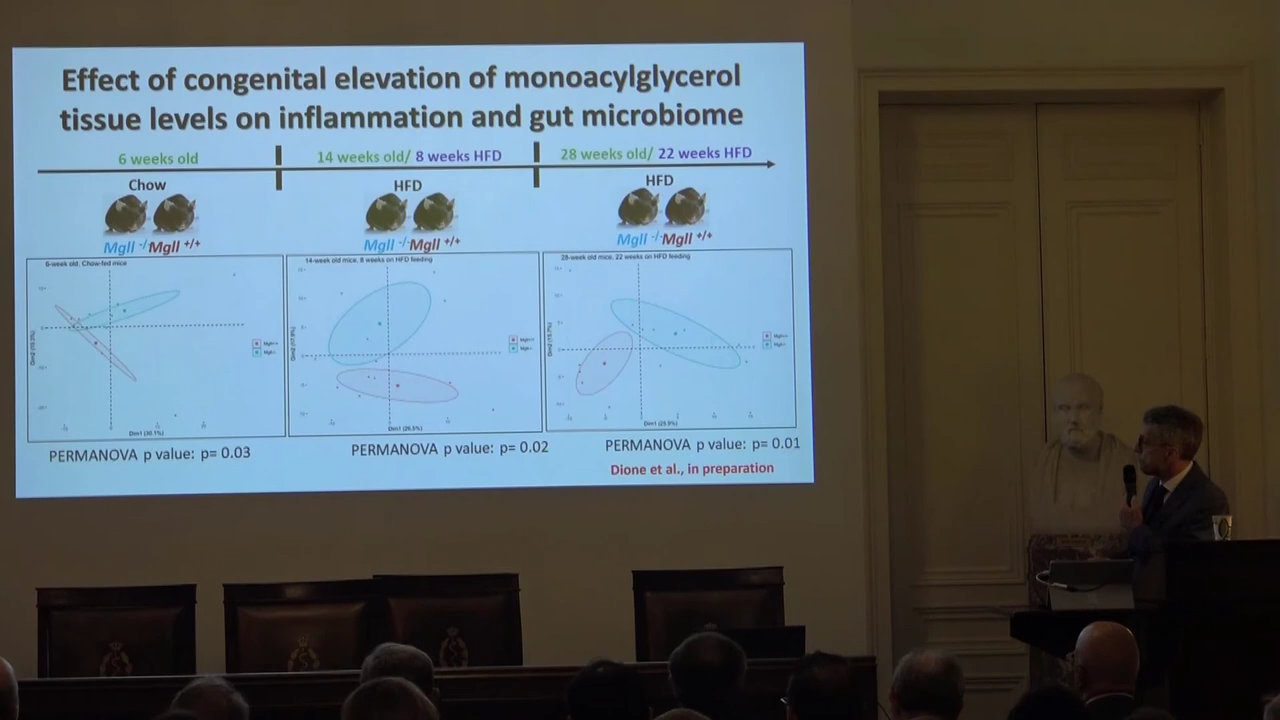 Effect of congenital elevation of monoacylglycerol
tissue levels on inflammation and gut microbiome
6 weeks old
14 weeks old/ 8 weeks HFD
28 weeks old/ 22 weeks HFD
Chow
HFD
HFD
Mgll -/- Mgll +/+
Mgll -/- Mgll +/+
Mgll -/- Mgll +/+
6-week old, Chow-fed mice
14-week old mice, 8 weeks on HFD feeding
28-week old mice, 22 weeks on HFD feeding
PERMANOVA p value: p= 0.03
PERMANOVA p value: p= 0.02
PERMANOVA p value: p= 0.01
Dione et al., in preparation